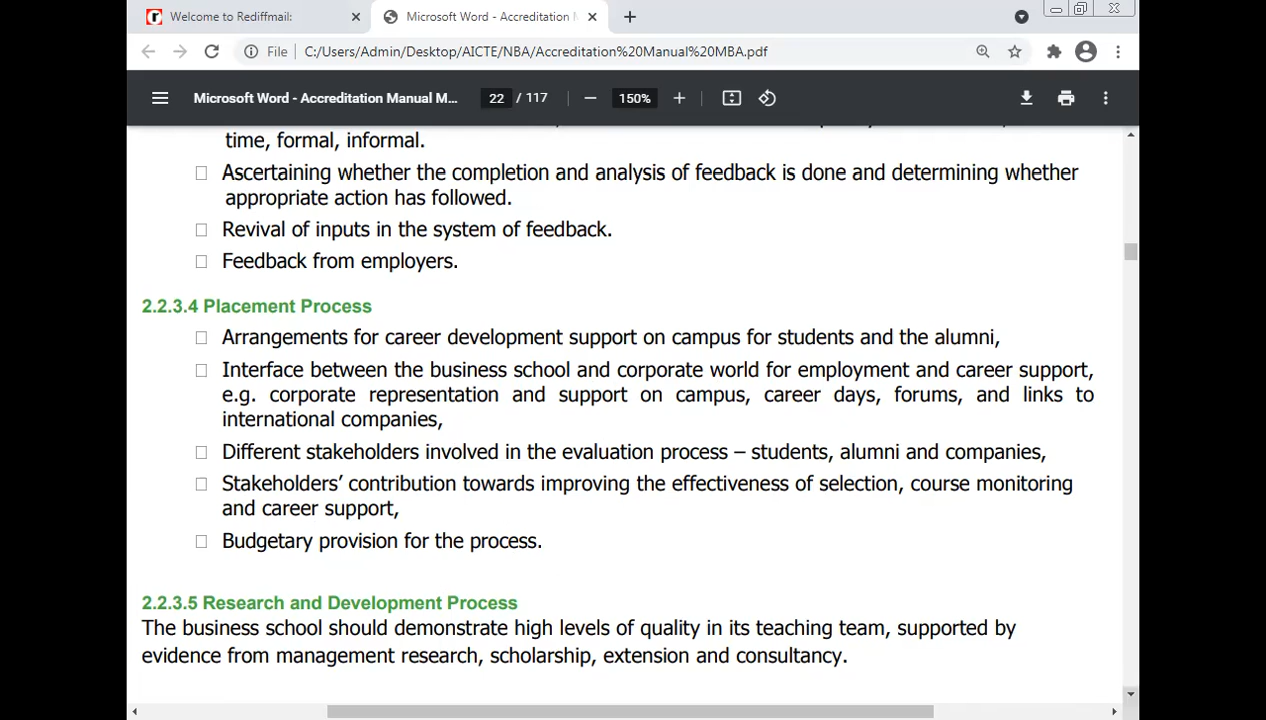 Welcome to Rediffmail:
Microsoft Word - Accreditation M
File
C:/Users/Admin/Desktop/AICTE/NBA/Accreditation%20Manual%20MBA.pdf
Microsoft Word - Accreditation Manual M...
22 / 117
150%
time, formal, informal.
Ascertaining whether the completion and analysis of feedback is done and determining whether
appropriate action has followed.
Revival of inputs in the system of feedback.
Feedback from employers.
2.2.3.4 Placement Process
Arrangements for career development support on campus for students and the alumni,
Interface between the business school and corporate world for employment and career support,
e.g. corporate representation and support on campus, career days, forums, and links to
international companies,
Different stakeholders involved in the evaluation process – students, alumni and companies,
Stakeholders’ contribution towards improving the effectiveness of selection, course monitoring
and career support,
Budgetary provision for the process.
2.2.3.5 Research and Development Process
The business school should demonstrate high levels of quality in its teaching team, supported by
evidence from management research, scholarship, extension and consultancy.